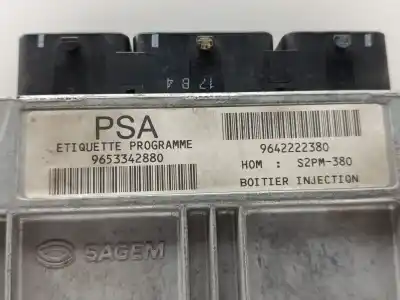 17 B 4
PSA
ETIQUETTE PROGRAMME
9653342880
9642222380
HOM : S2PM-380
BOITIER INJECTION
SAGEM